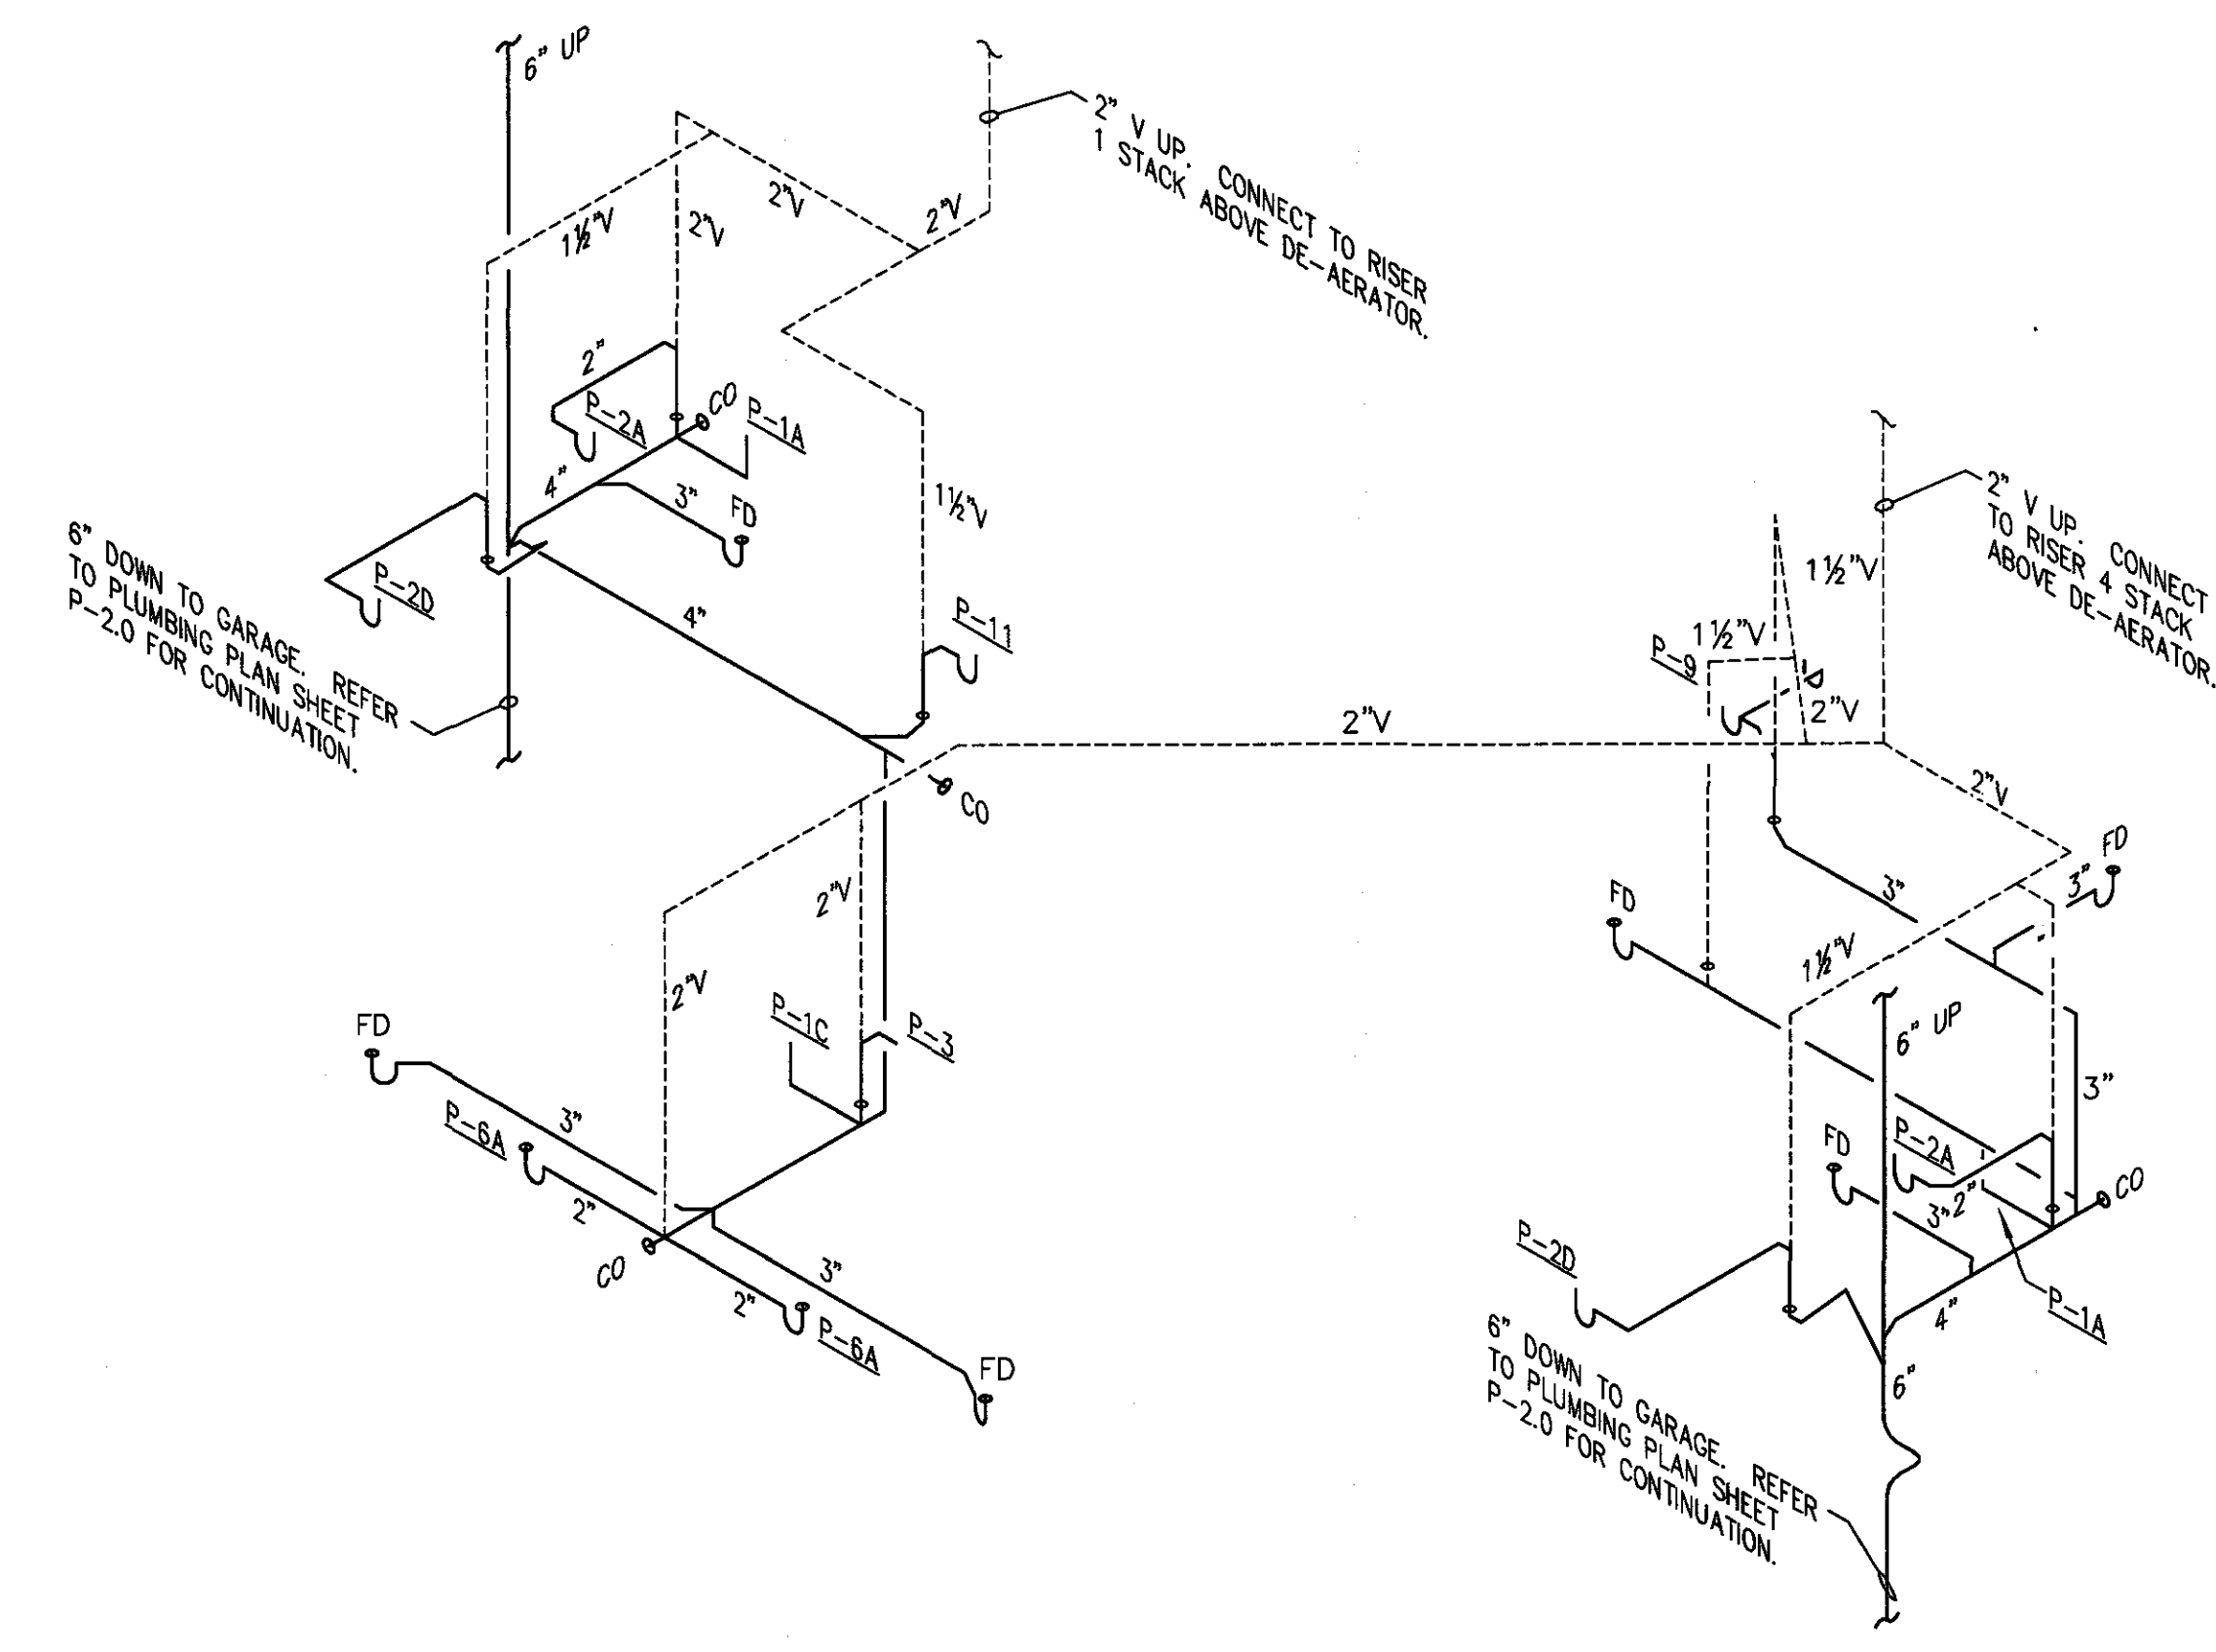 6" UP
2" V UP. CONNECT TO RISER
1 STACK ABOVE DE-AERATOR.
2"V
2"V
2"V
1½"V
2"
P-2A
CO
P-1A
4"
3"
FD
1½"V
6" DOWN TO GARAGE. REFER
TO PLUMBING PLAN SHEET
P-2.0 FOR CONTINUATION.
P-2D
4"
P-11
CO
2"V
2" V UP. CONNECT
TO RISER 4 STACK
ABOVE DE-AERATOR.
1½"V
1½"V
P-9
2"V
2"V
FD
3"
3"
FD
1½"V
2"V
2"V
P-1C
P-3
FD
3"
P-6A
2"
CO
3"
2"
P-6A
FD
6" UP
3"
FD
P-2A
2"
3"
CO
P-2D
4"
P-1A
6"
6" DOWN TO GARAGE. REFER
TO PLUMBING PLAN SHEET
P-2.0 FOR CONTINUATION.